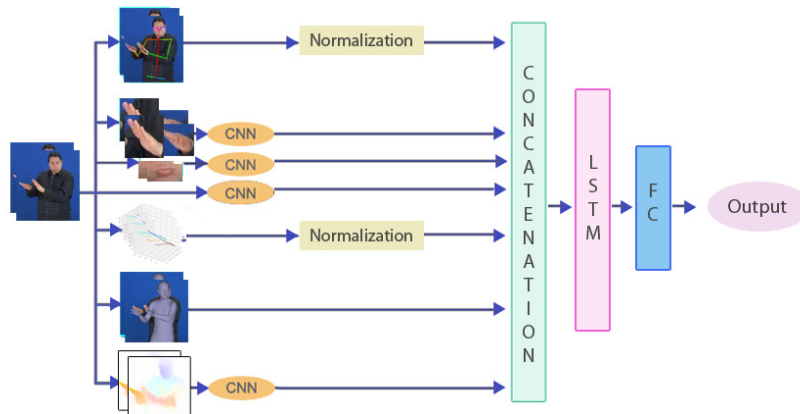 Normalization
CNN
CNN
CNN
Normalization
CNN
CONCATENATION
LSTM
FC
Output